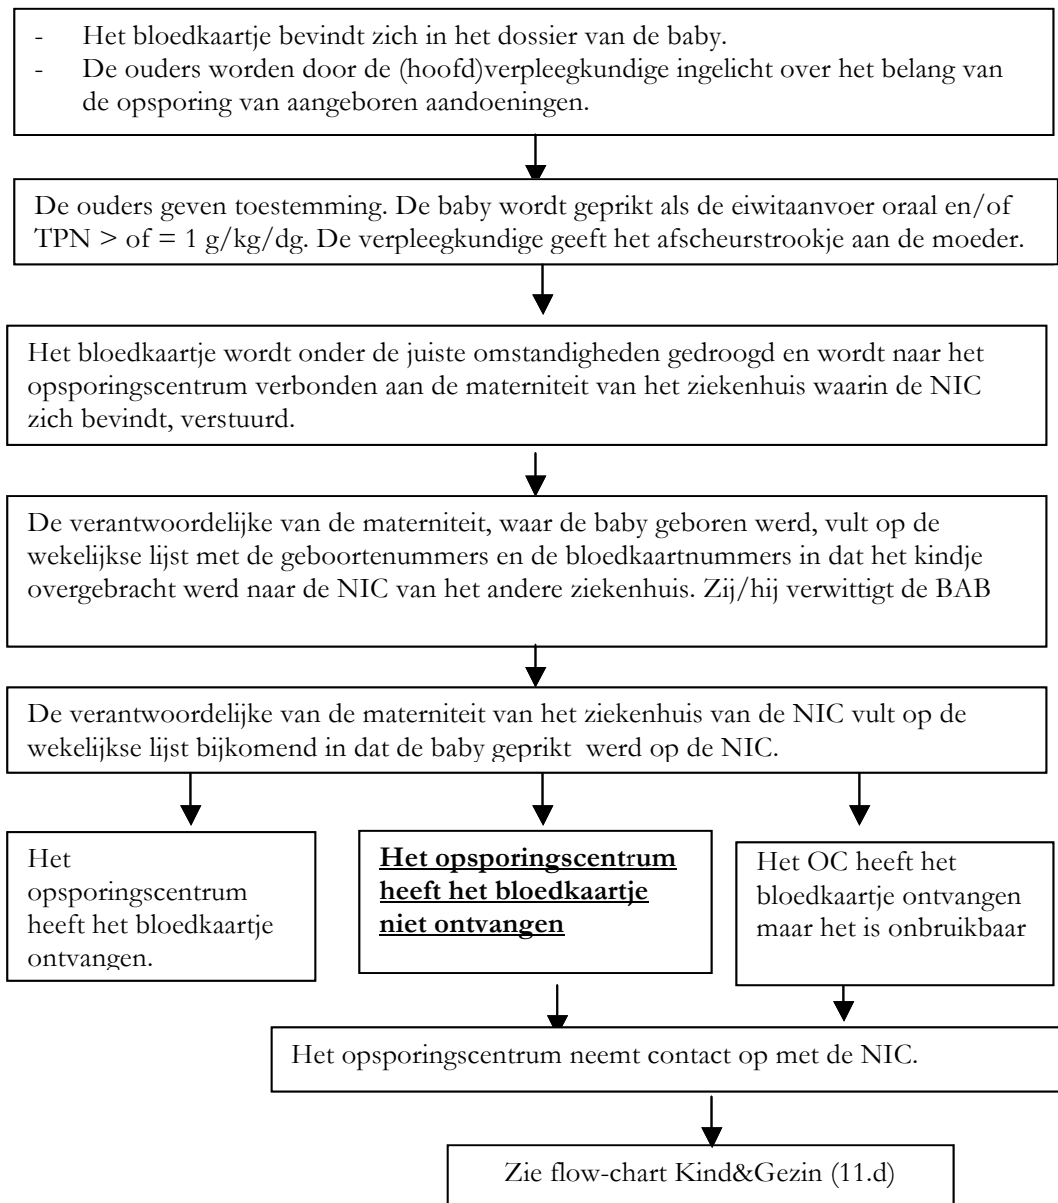 - Het bloedkaartje bevindt zich in het dossier van de baby.
- De ouders worden door de (hoofd)verpleegkundige ingelicht over het belang van
de opsporing van aangeboren aandoeningen.
De ouders geven toestemming. De baby wordt geprikt als de eiwitaanvoer oraal en/of
TPN > of = 1 g/kg/dg. De verpleegkundige geeft het afscheurstrookje aan de moeder.
Het bloedkaartje wordt onder de juiste omstandigheden gedroogd en wordt naar het
opsporingscentrum verbonden aan de materniteit van het ziekenhuis waarin de NIC
zich bevindt, verstuurd.
De verantwoordelijke van de materniteit, waar de baby geboren werd, vult op de
wekelijkse lijst met de geboortenummers en de bloedkaartnummers in dat het kindje
overgebracht werd naar de NIC van het andere ziekenhuis. Zij/hij verwittigt de BAB
De verantwoordelijke van de materniteit van het ziekenhuis van de NIC vult op de
wekelijkse lijst bijkomend in dat de baby geprikt werd op de NIC.
Het
opsporingscentrum
heeft het bloedkaartje
ontvangen.
Het opsporingscentrum
heeft het bloedkaartje
niet ontvangen
Het OC heeft het
bloedkaartje ontvangen
maar het is onbruikbaar
Het opsporingscentrum neemt contact op met de NIC.
Zie flow-chart Kind&Gezin (11.d)